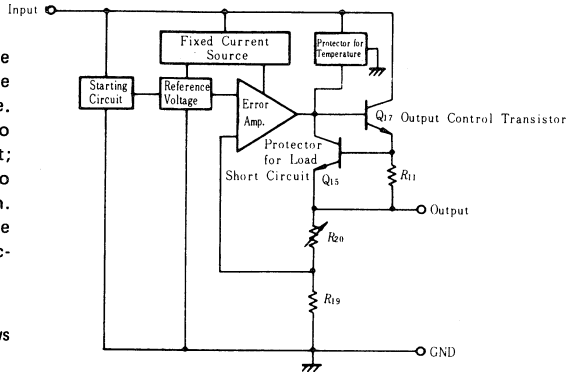 Input
Fixed Current
Source
Protector for
Temperature
Starting
Circuit
Reference
Voltage
Error
Amp.
Q17 Output Control Transistor
Protector
for Load
Short Circuit
Q15
R11
Output
R20
R19
GND
e
e
e.
o
t;
o
n.
e
c-
ws